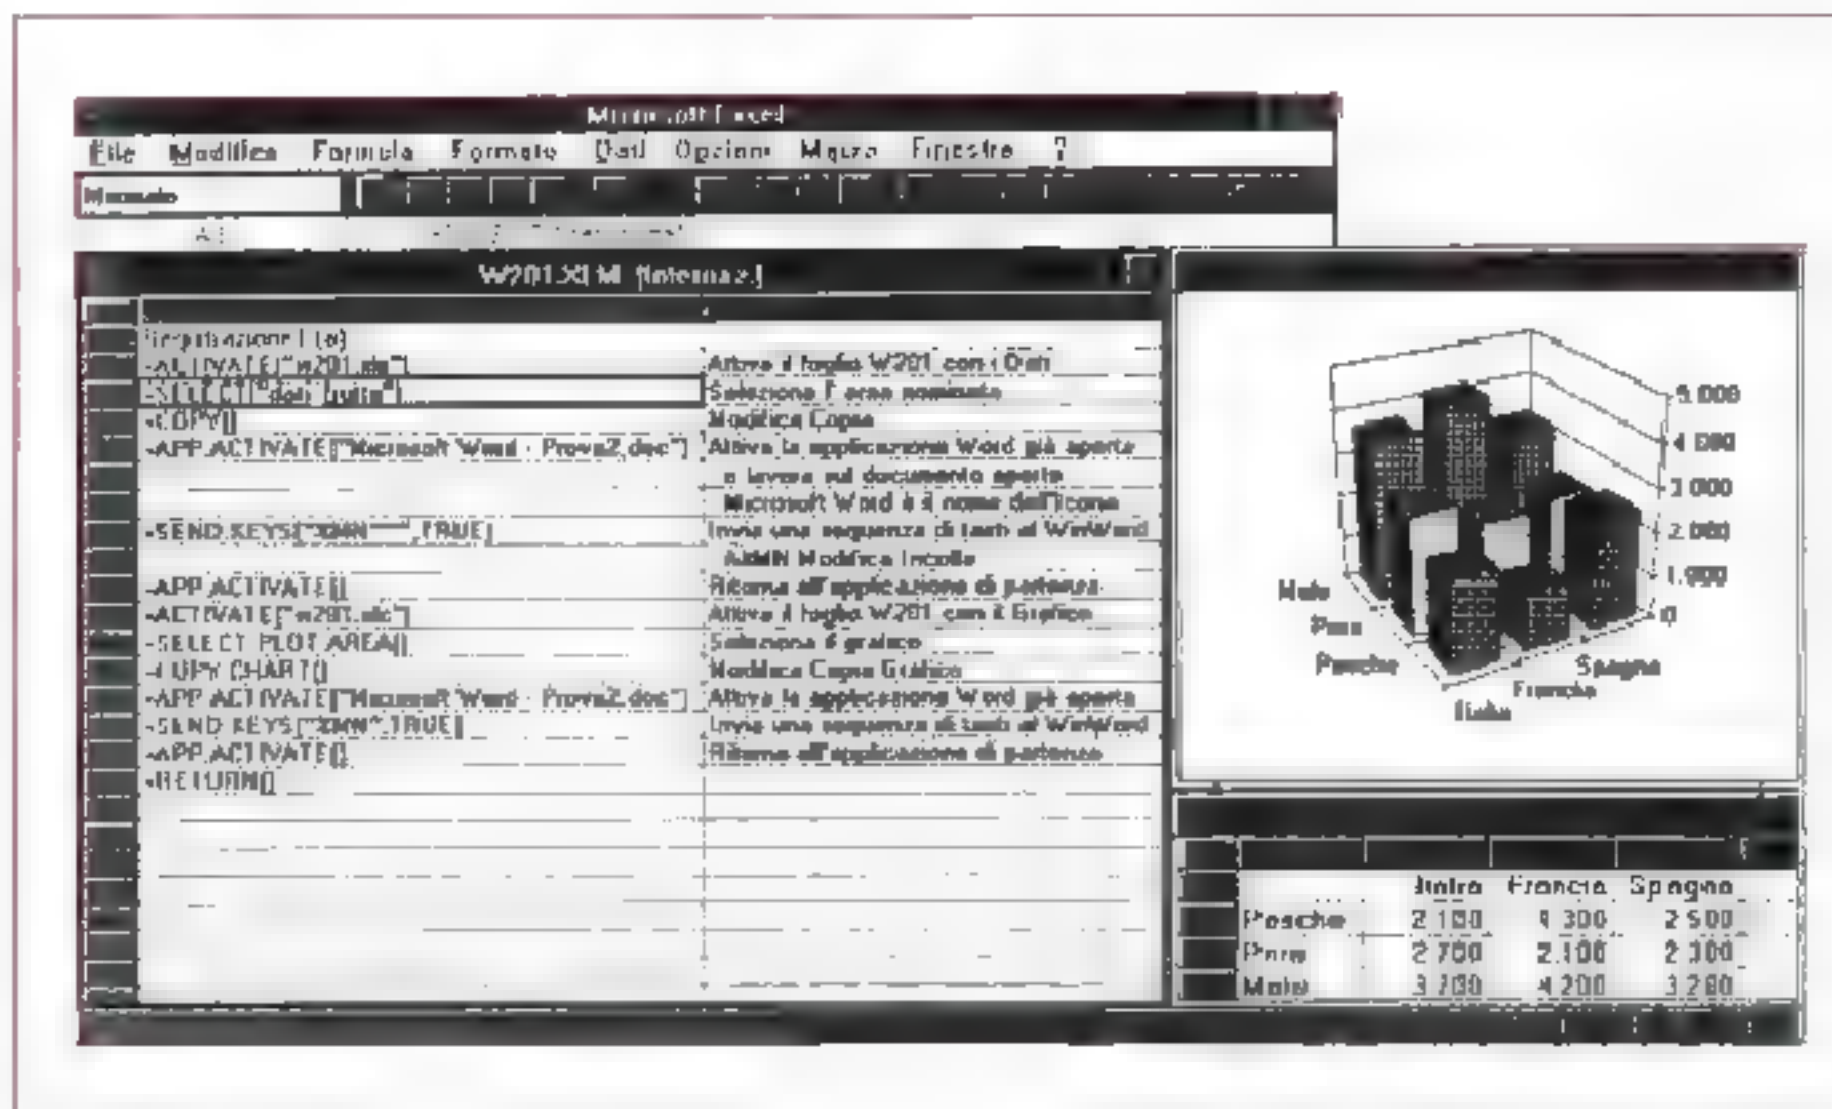 Microsoft Excel
File Modifica Formula Formato Dati Opzioni Macro Finestra ?
Normale
W201.XLM
=ACTIVATE("w201.xls") Attiva il foglio W201 con i Dati
=SELECT( Seleziona l'area nominata
=COPY() Modifica Copia
=APP.ACTIVATE("Microsoft Word - Prova2.doc") Attiva la applicazione Word già aperta
e lavora sul documento aperto
Microsoft Word è il nome dell'Icona
=SEND.KEYS( ,TRUE) Invia una sequenza di tasti al WinWord
Modifica Incolla
=APP.ACTIVATE() Ritorna all'applicazione di partenza
=ACTIVATE("w201.xlc") Attiva il foglio W201 con il Grafico
=SELECT.PLOT.AREA() Seleziona il grafico
=COPY.CHART() Modifica Copia Grafico
=APP.ACTIVATE("Microsoft Word - Prova2.doc") Attiva la applicazione Word già aperta
=SEND.KEYS("%MN",TRUE) Invia una sequenza di tasti al WinWord
=APP.ACTIVATE() Ritorna all'applicazione di partenza
=RETURN()
5.000
4.000
3.000
2.000
1.000
0
Mele
Pere
Pesche
Spagna
Francia
Italia
Italia Francia Spagna
Pesche 2.100 2.500
Pere 2.700 2.100 2.300
Mele 3.700 4.200 3.200